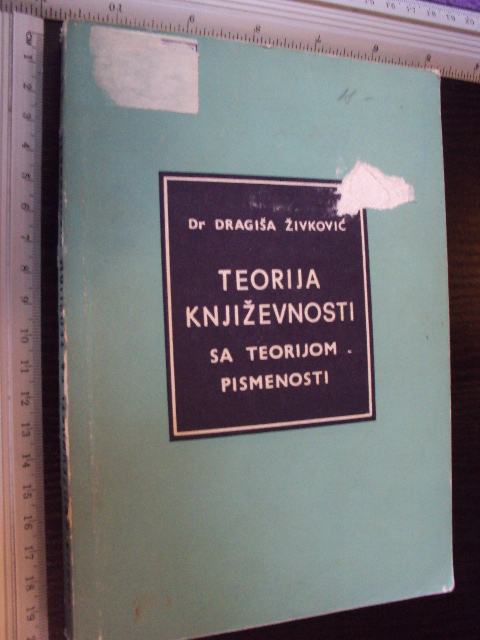 Dr DRAGIŠA ŽIVKOVIĆ
TEORIJA
KNJIŽEVNOSTI
SA TEORIJOM
PISMENOSTI